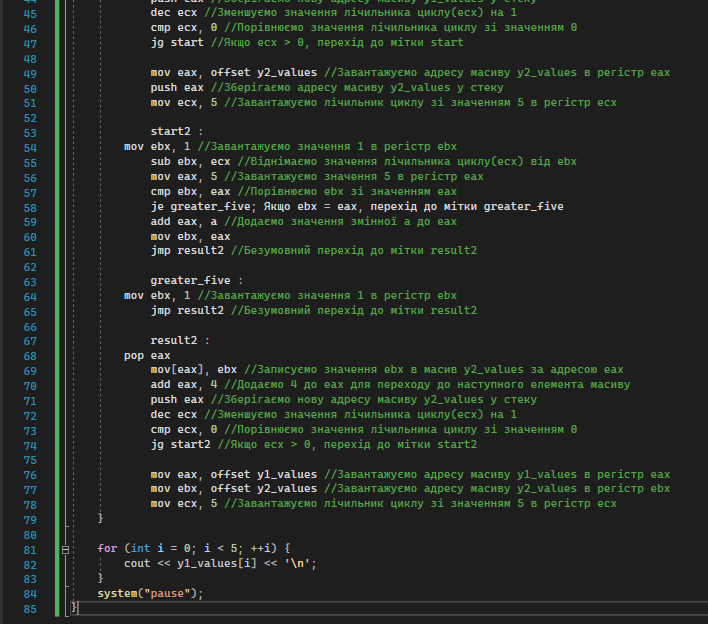 44 push eax //Зберігаємо нову адресу масиву y1_values у стеку
45 dec ecx //Зменшуємо значення лічильника циклу(ecx) на 1
46 cmp ecx, 0 //Порівнюємо значення лічильника циклу зі значенням 0
47 jg start //Якщо ecx > 0, перехід до мітки start
48
49 mov eax, offset y2_values //Завантажуємо адресу масиву y2_values в регістр eax
50 push eax //Зберігаємо адресу масиву y2_values у стеку
51 mov ecx, 5 //Завантажуємо лічильник циклу зі значенням 5 в регістр ecx
52
53 start2 :
54 mov ebx, 1 //Завантажуємо значення 1 в регістр ebx
55 sub ebx, ecx //Віднімаємо значення лічильника циклу(ecx) від ebx
56 mov eax, 5 //Завантажуємо значення 5 в регістр eax
57 cmp ebx, eax //Порівнюємо ebx зі значенням eax
58 je greater_five; Якщо ebx = eax, перехід до мітки greater_five
59 add eax, a //Додаємо значення змінної a до eax
60 mov ebx, eax
61 jmp result2 //Безумовний перехід до мітки result2
62
63 greater_five :
64 mov ebx, 1 //Завантажуємо значення 1 в регістр ebx
65 jmp result2 //Безумовний перехід до мітки result2
66
67 result2 :
68 pop eax
69 mov[eax], ebx //Записуємо значення ebx в масив y2_values за адресом eax
70 add eax, 4 //Додаємо 4 до eax для переходу до наступного елемента масиву
71 push eax //Зберігаємо нову адресу масиву y2_values у стеку
72 dec ecx //Зменшуємо значення лічильника циклу(ecx) на 1
73 cmp ecx, 0 //Порівнюємо значення лічильника циклу зі значенням 0
74 jg start2 //Якщо ecx > 0, перехід до мітки start2
75
76 mov eax, offset y1_values //Завантажуємо адресу масиву y1_values в регістр eax
77 mov ebx, offset y2_values //Завантажуємо адресу масиву y2_values в регістр ebx
78 mov ecx, 5 //Завантажуємо лічильник циклу зі значенням 5 в регістр ecx
79 }
80
81 for (int i = 0; i < 5; ++i) {
82 cout << y1_values[i] << '\n';
83 }
84 system("pause");
85 }